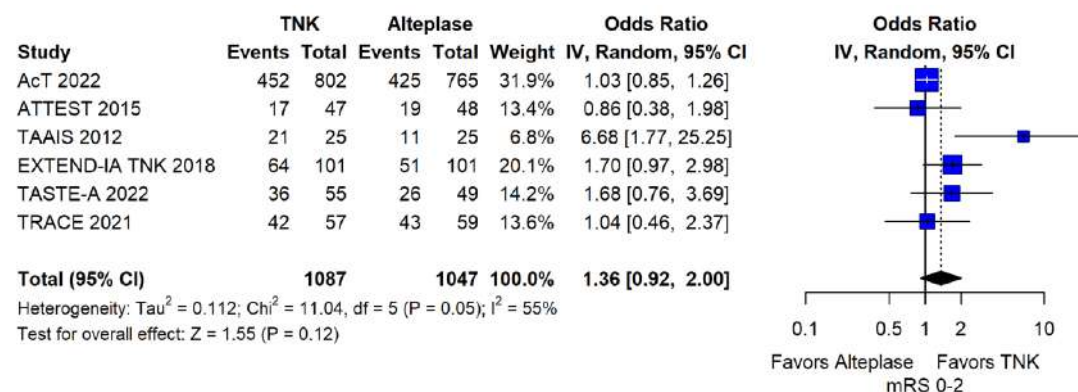 TNK Alteplase Odds Ratio Odds Ratio
Study Events Total Events Total Weight IV, Random, 95% CI IV, Random, 95% CI
AcT 2022 452 802 425 765 31.9% 1.03 [0.85, 1.26]
ATTEST 2015 17 47 19 48 13.4% 0.86 [0.38, 1.98]
TAAIS 2012 21 25 11 25 6.8% 6.68 [1.77, 25.25]
EXTEND-IA TNK 2018 64 101 51 101 20.1% 1.70 [0.97, 2.98]
TASTE-A 2022 36 55 26 49 14.2% 1.68 [0.76, 3.69]
TRACE 2021 42 57 43 59 13.6% 1.04 [0.46, 2.37]
Total (95% CI) 1087 1047 100.0% 1.36 [0.92, 2.00]
Heterogeneity: Tau² = 0.112; Chi² = 11.04, df = 5 (P = 0.05); I² = 55%
Test for overall effect: Z = 1.55 (P = 0.12)
0.1 0.5 1 2 10
Favors Alteplase Favors TNK
mRS 0-2